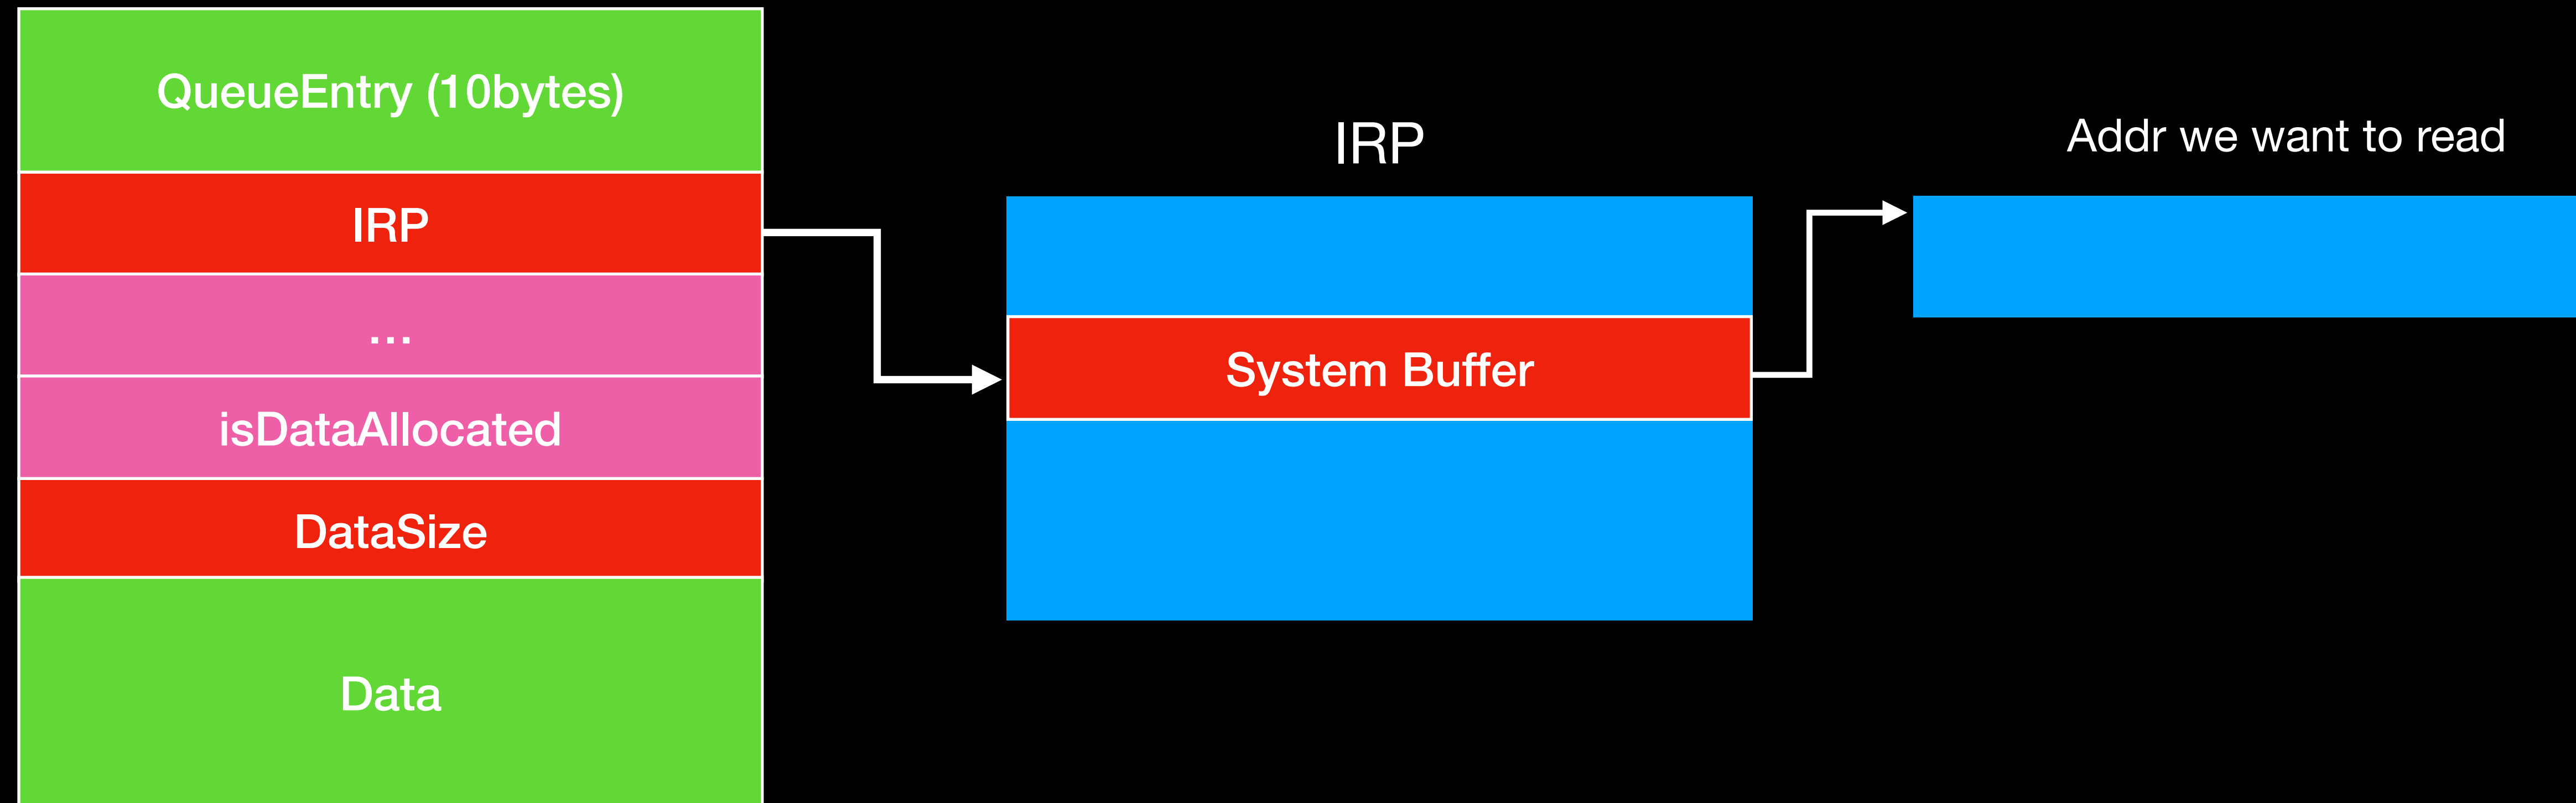 QueueEntry (10bytes)
IRP
...
isDataAllocated
DataSize
Data
IRP
System Buffer
Addr we want to read